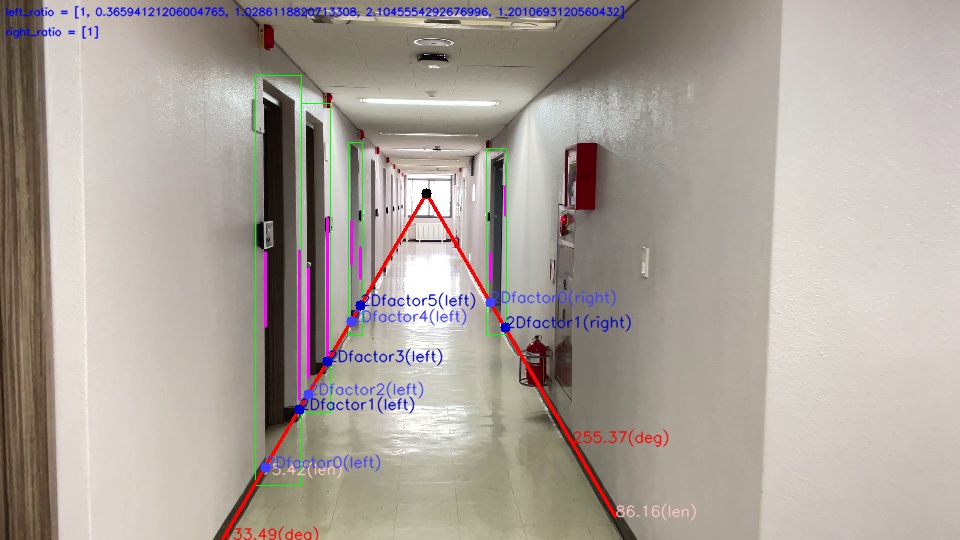 left_ratio = [1, 0.36594121206004765, 1.0286118820713308, 2.1045554292676996, 1.2010693120560432]
right_ratio = [1]
2Dfactor5(left)
2Dfactor0(right)
2Dfactor4(left)
2Dfactor1(right)
2Dfactor3(left)
2Dfactor2(left)
2Dfactor1(left)
255.37(deg)
2Dfactor0(left)
5.42(len)
86.16(len)
33.49(deg)